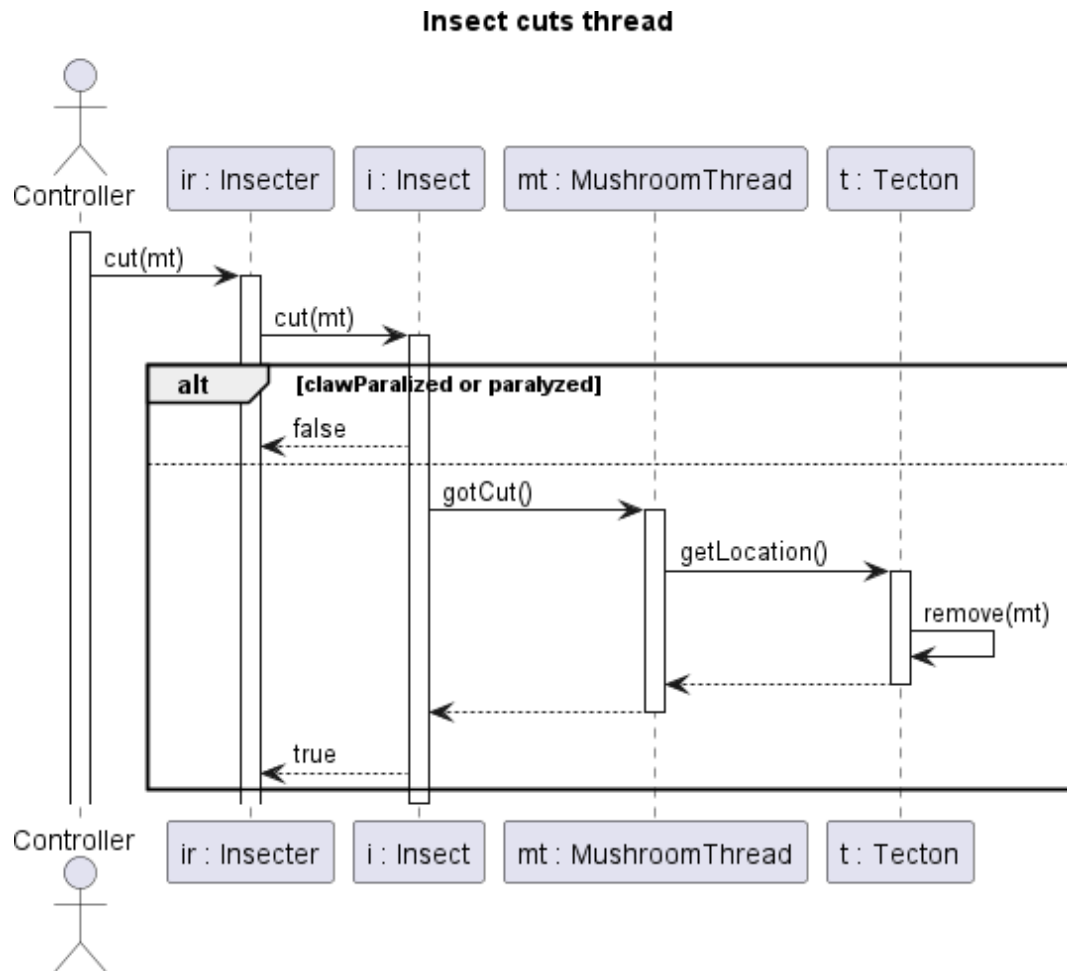 Insect cuts thread
Controller
ir : Insecter
i : Insect
mt : MushroomThread
t : Tecton
cut(mt)
cut(mt)
alt
[clawParalized or paralyzed]
false
gotCut()
getLocation()
remove(mt)
true
Controller
ir : Insecter
i : Insect
mt : MushroomThread
t : Tecton